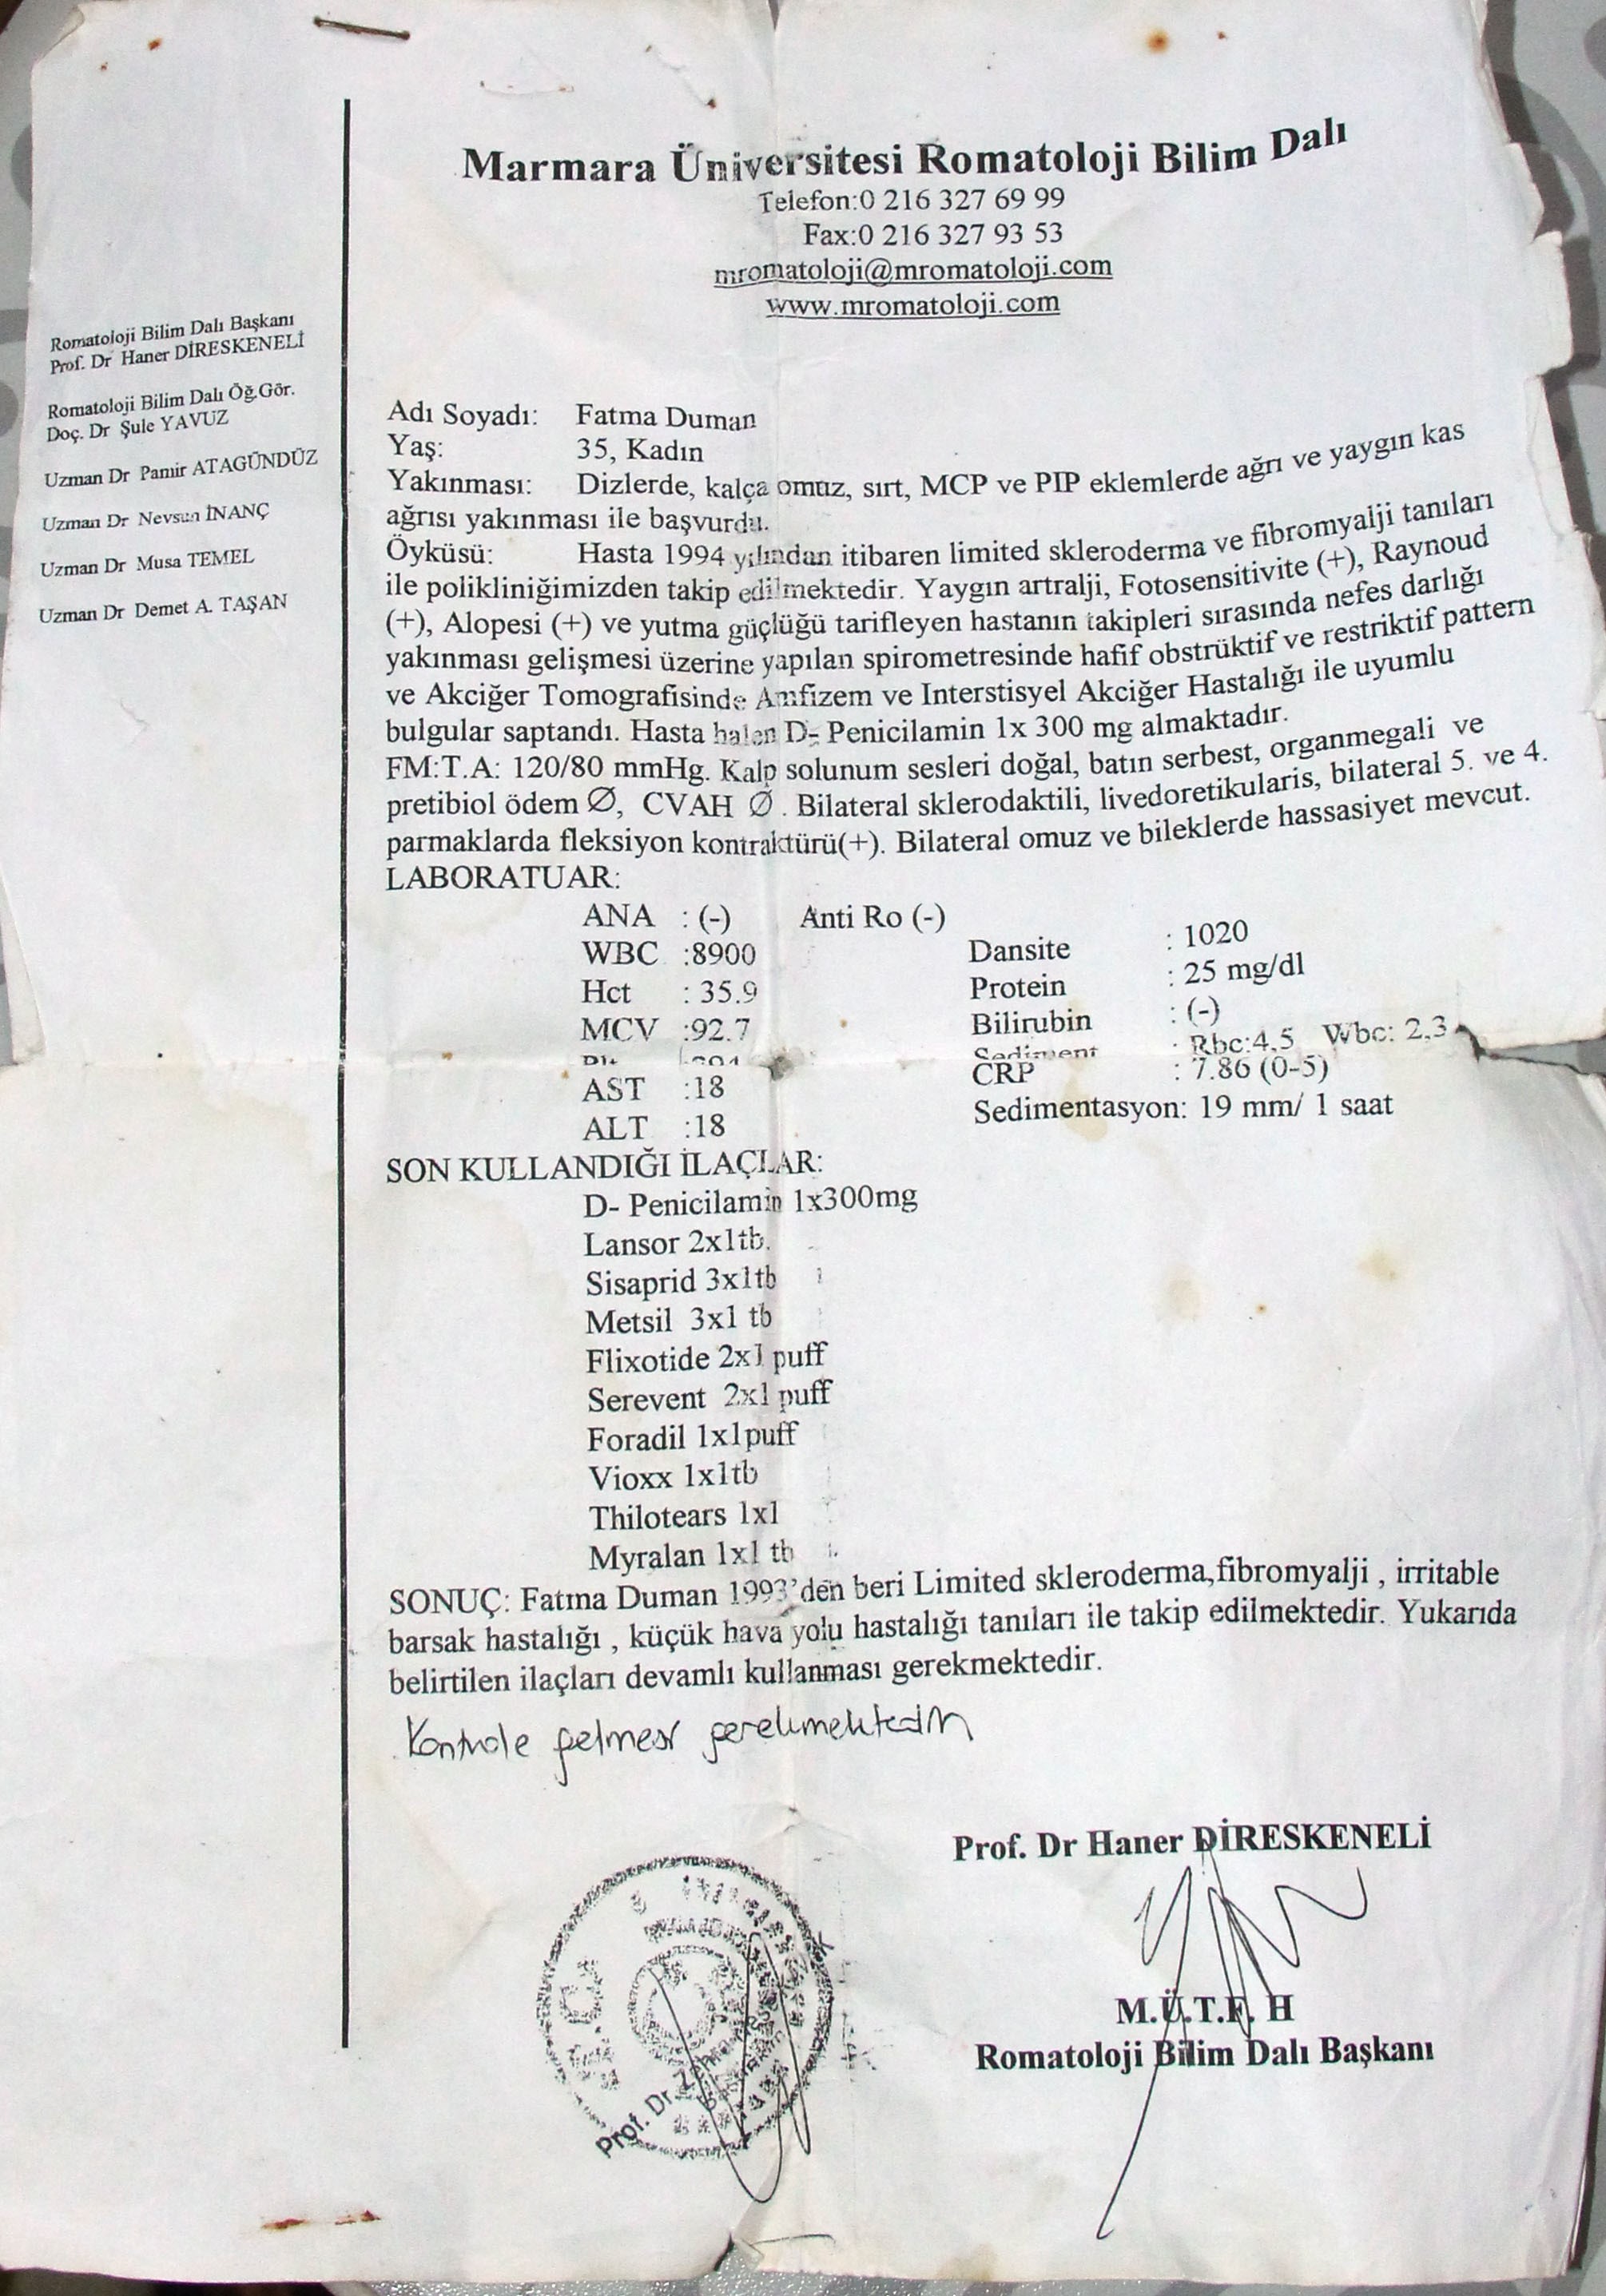 Marmara Üniversitesi Romatoloji Bilim Dalı
Telefon:0 216 327 69 99
Fax:0 216 327 93 53
mromatoloji@mromatoloji.com
www.mromatoloji.com
Romatoloji Bilim Dalı Başkanı
Prof. Dr Haner DİRESKENELİ
Romatoloji Bilim Dalı Öğ.Gör.
Doç. Dr Şule YAVUZ
Uzman Dr Pamir ATAGÜNDÜZ
Uzman Dr Nevsun İNANÇ
Uzman Dr Musa TEMEL
Uzman Dr Demet A. TAŞAN
Adı Soyadı: Fatma Duman
Yaş: 35, Kadın
Yakınması: Dizlerde, kalça omuz, sırt, MCP ve PIP eklemlerde ağrı ve yaygın kas
ağrısı yakınması ile başvurdu.
Öyküsü: Hasta 1994 yılından itibaren limited skleroderma ve fibromyalji tanıları
ile polikliniğimizden takip edilmektedir. Yaygın artralji, Fotosensitivite (+), Raynoud
(+), Alopesi (+) ve yutma güçlüğü tarifleyen hastanın takipleri sırasında nefes darlığı
yakınması gelişmesi üzerine yapılan spirometresinde hafif obstrüktif ve restriktif pattern
ve Akciğer Tomografisinde Amfizem ve Interstisyel Akciğer Hastalığı ile uyumlu
bulgular saptandı. Hasta halen D- Penicilamin 1x 300 mg almaktadır.
FM:T.A: 120/80 mmHg. Kalp solunum sesleri doğal, batın serbest, organmegali ve
pretibiol ödem Ø, CVAH Ø . Bilateral sklerodaktili, livedoretikularis, bilateral 5. ve 4.
parmaklarda fleksiyon kontraktürü(+). Bilateral omuz ve bileklerde hassasiyet mevcut.
LABORATUAR:
ANA : (-) Anti Ro (-)
WBC :8900 Dansite : 1020
Hct : 35.9 Protein : 25 mg/dl
MCV :92.7 Bilirubin : (-)
Sediment : Rbc:4,5 Wbc: 2,3
AST :18 CRP : 7.86 (0-5)
ALT :18 Sedimentasyon: 19 mm/ 1 saat
SON KULLANDIĞI İLAÇLAR:
D- Penicilamin 1x300mg
Lansor 2x1tb.
Sisaprid 3x1tb
Metsil 3x1 tb
Flixotide 2x1 puff
Serevent 2x1 puff
Foradil 1x1puff
Vioxx 1x1tb
Thilotears 1x1
Myralan 1x1 tb
SONUÇ: Fatma Duman 1993'den beri Limited skleroderma,fibromyalji , irritable
barsak hastalığı , küçük hava yolu hastalığı tanıları ile takip edilmektedir. Yukarıda
belirtilen ilaçları devamlı kullanması gerekmektedir.
Kontrole gelmesi gerekmektedir
Prof. Dr Haner DİRESKENELİ
M.Ü.T.F. H
Romatoloji Bilim Dalı Başkanı
Prof. Dr.